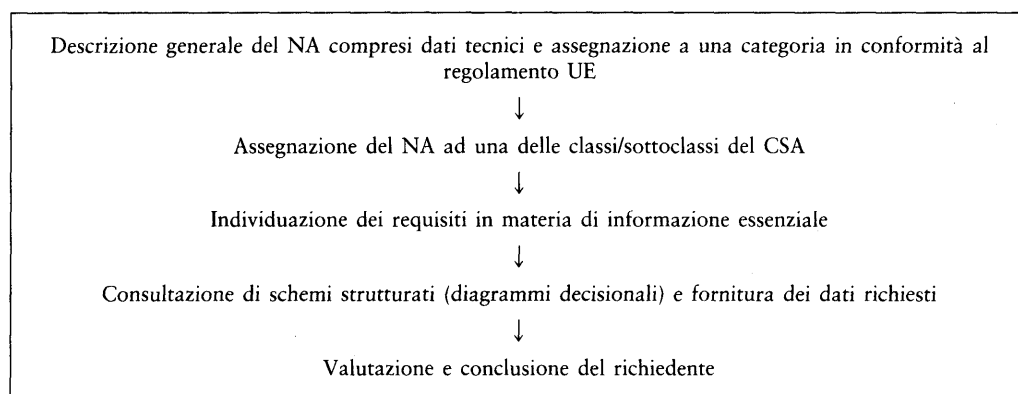 Descrizione generale del NA compresi dati tecnici e assegnazione a una categoria in conformità al
regolamento UE
↓
Assegnazione del NA ad una delle classi/sottoclassi del CSA
↓
Individuazione dei requisiti in materia di informazione essenziale
↓
Consultazione di schemi strutturati (diagrammi decisionali) e fornitura dei dati richiesti
↓
Valutazione e conclusione del richiedente